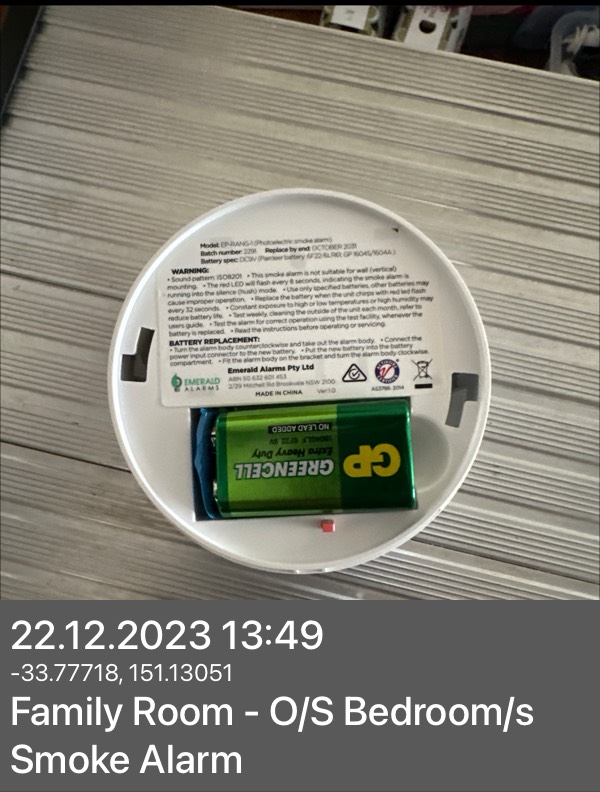 Model: EP-RANG-1 (Photoelectric smoke alarm)
Batch number: 2291 Replace by end: OCTOBER 2031
Battery spec: DC9V (Pairdeer battery: 6F22/6LR61; GP 1604S/1604A)
WARNING:
• Sound pattern: ISO8201 • This smoke alarm is not suitable for wall (vertical)
mounting. • The red LED will flash every 8 seconds, indicating the smoke alarm is
running into the silence (hush) mode. • Use only specified batteries, other batteries may
cause improper operation. • Replace the battery when the unit chirps with red led flash
every 32 seconds. • Constant exposure to high or low temperatures or high humidity may
reduce battery life. • Test weekly, cleaning the outside of the unit each month, refer to
users guide. • Test the alarm for correct operation using the test facility, whenever the
battery is replaced. • Read the instructions before operating or servicing.
BATTERY REPLACEMENT:
• Turn the alarm body counterclockwise and take out the alarm body. • Connect the
power input connector to the new battery. • Put the new battery into the battery
compartment. • Fit the alarm body on the bracket and turn the alarm body clockwise.
EMERALD
ALARMS
Emerald Alarms Pty Ltd
ABN 50 632 601 453
2/29 Mitchell Rd Brookvale NSW 2100
MADE IN CHINA Ver:1.0
AS3786: 2014
GP
GREENCELL
Extra Heavy Duty
6F22 9V
NO LEAD ADDED
22.12.2023 13:49
-33.77718, 151.13051
Family Room - O/S Bedroom/s
Smoke Alarm